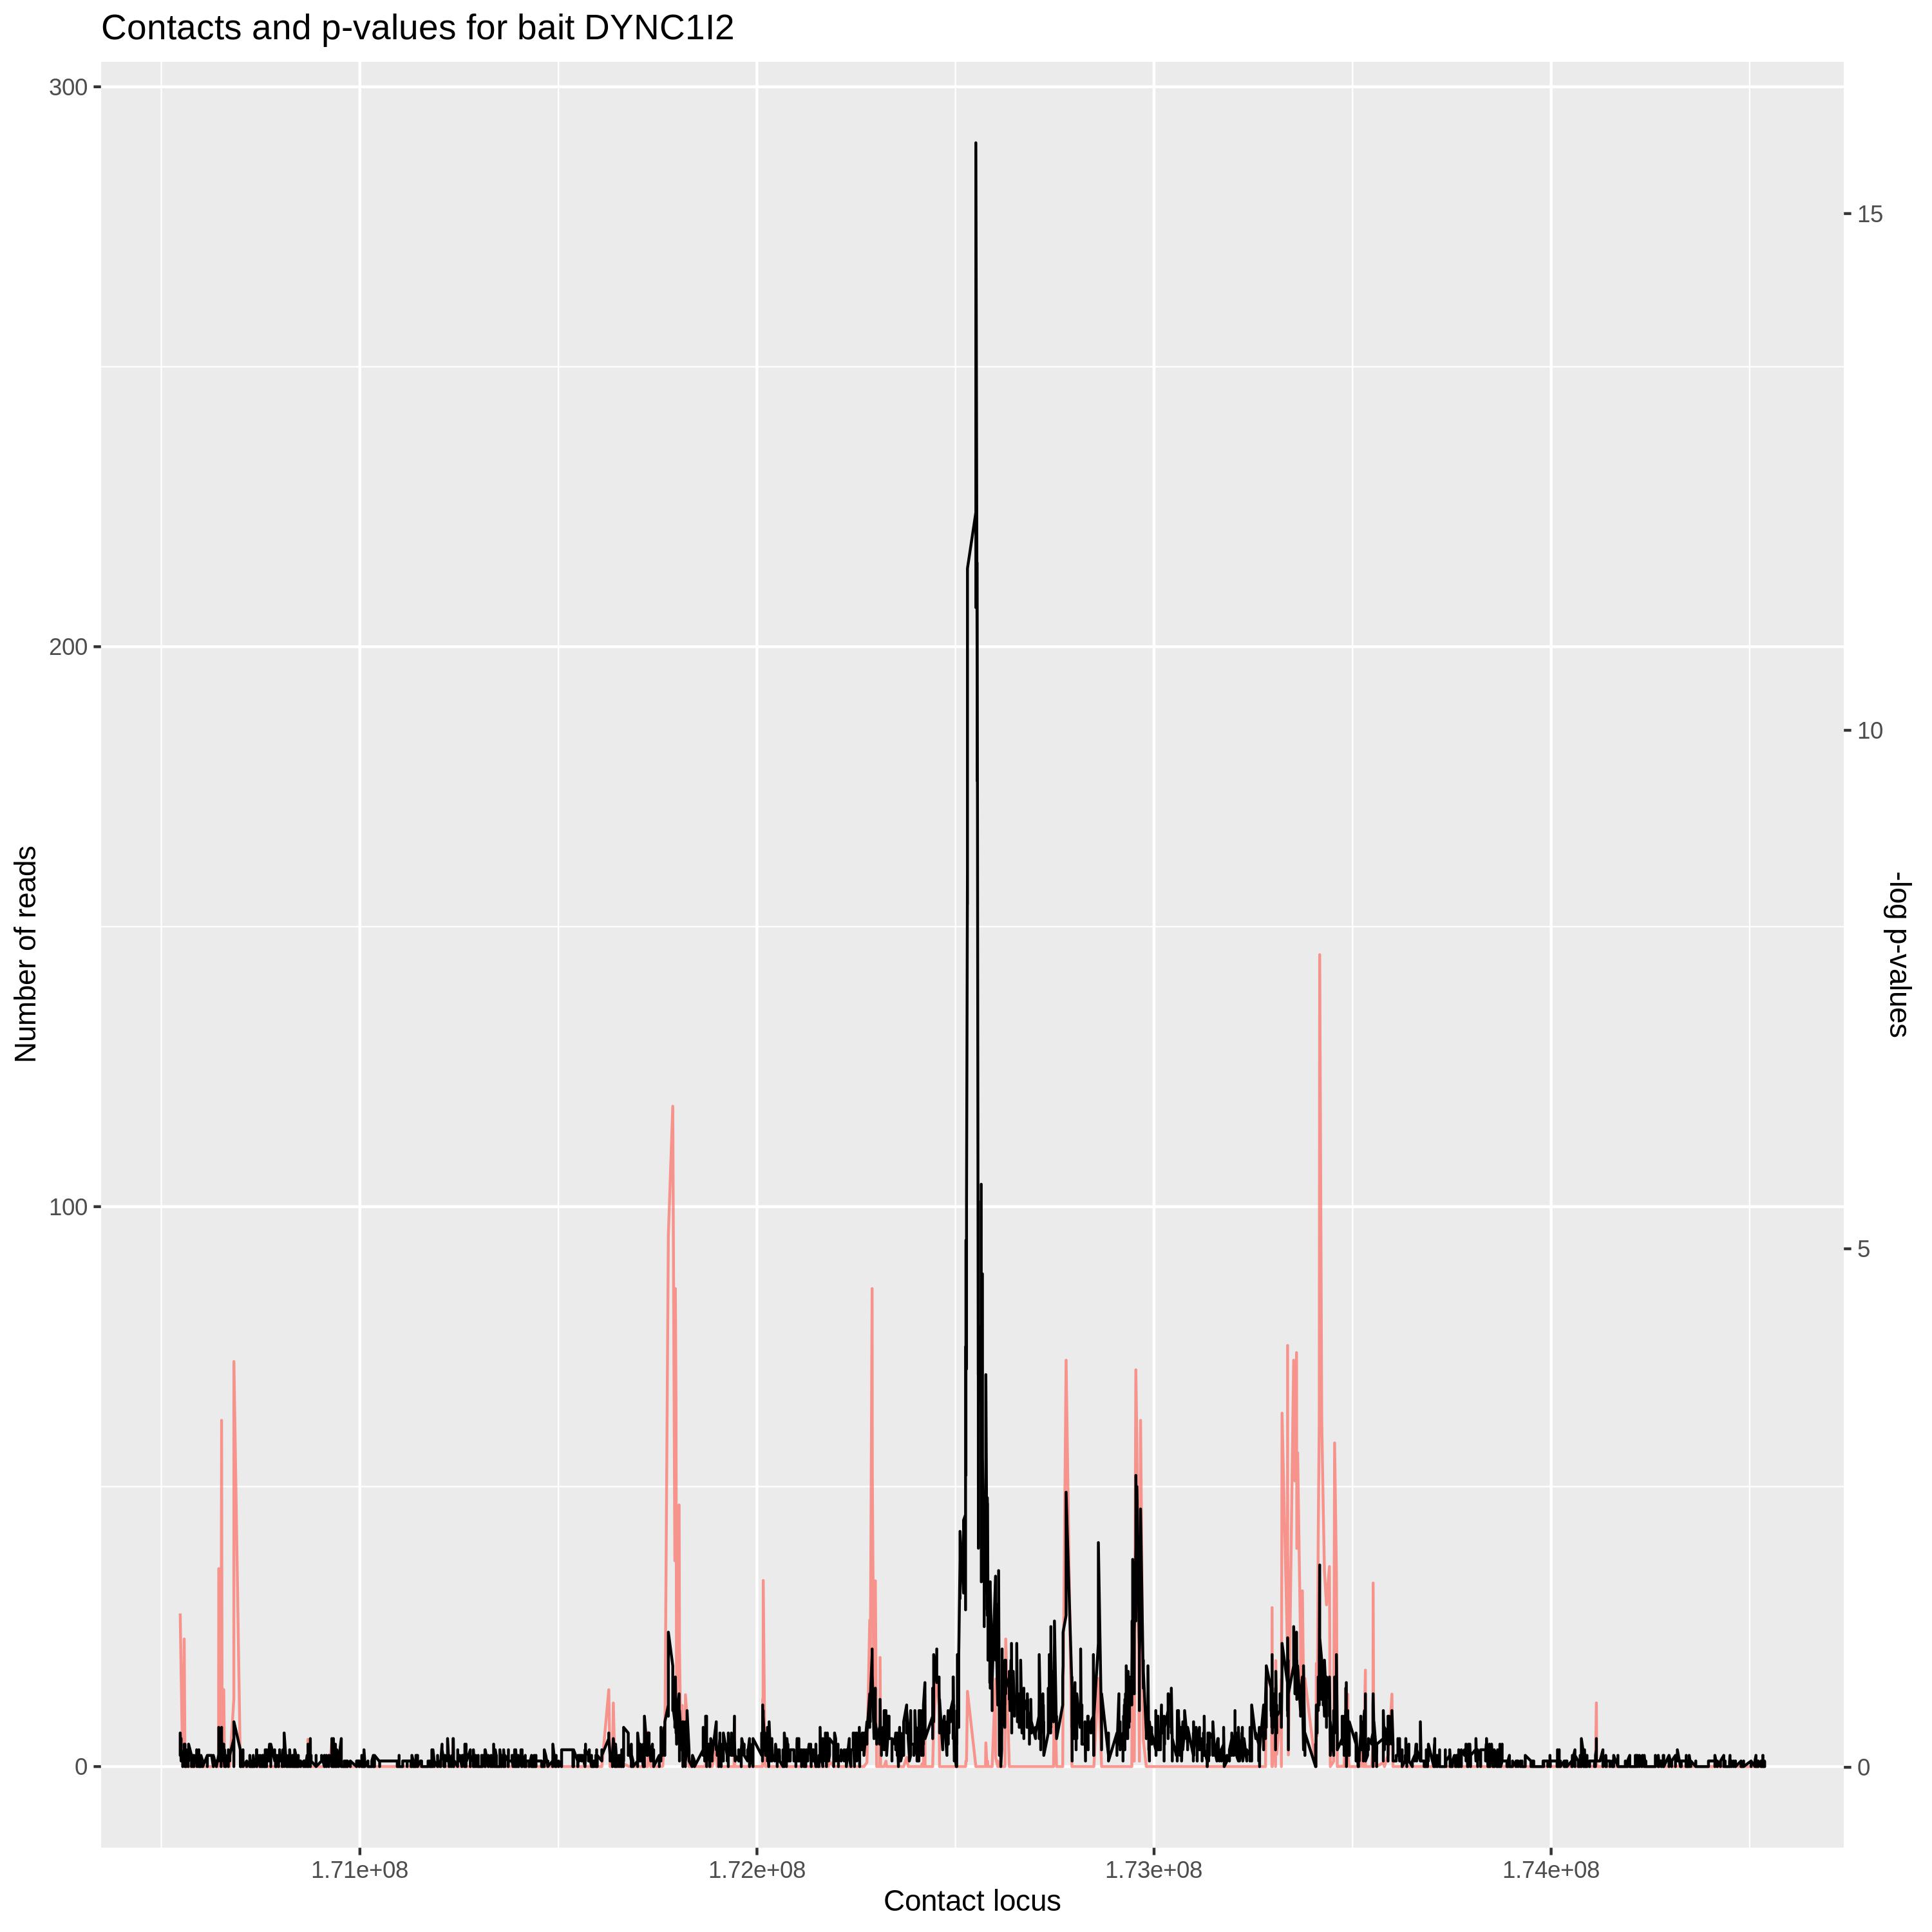 Contacts and p-values for bait DYNC1I2
300
200
100
0
Number of reads
15
10
5
0
-log p-values
1.71e+08 1.72e+08 1.73e+08 1.74e+08
Contact locus